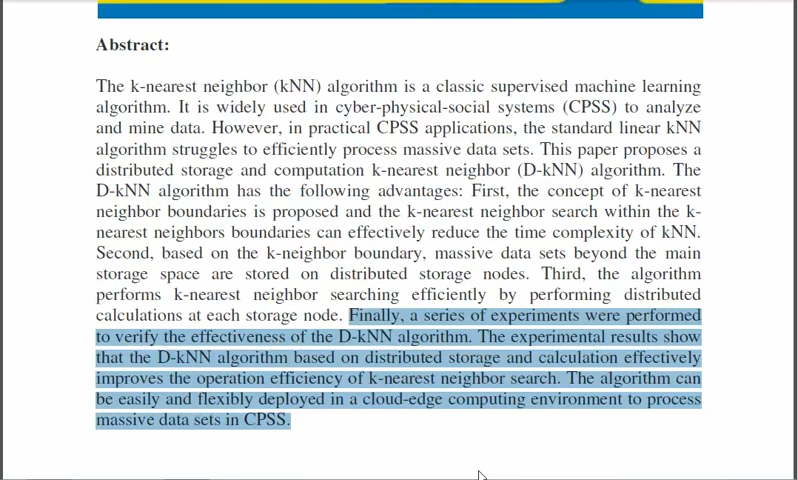 Abstract:
The k-nearest neighbor (kNN) algorithm is a classic supervised machine learning
algorithm. It is widely used in cyber-physical-social systems (CPSS) to analyze
and mine data. However, in practical CPSS applications, the standard linear kNN
algorithm struggles to efficiently process massive data sets. This paper proposes a
distributed storage and computation k-nearest neighbor (D-kNN) algorithm. The
D-kNN algorithm has the following advantages: First, the concept of k-nearest
neighbor boundaries is proposed and the k-nearest neighbor search within the k-
nearest neighbors boundaries can effectively reduce the time complexity of kNN.
Second, based on the k-neighbor boundary, massive data sets beyond the main
storage space are stored on distributed storage nodes. Third, the algorithm
performs k-nearest neighbor searching efficiently by performing distributed
calculations at each storage node. Finally, a series of experiments were performed
to verify the effectiveness of the D-kNN algorithm. The experimental results show
that the D-kNN algorithm based on distributed storage and calculation effectively
improves the operation efficiency of k-nearest neighbor search. The algorithm can
be easily and flexibly deployed in a cloud-edge computing environment to process
massive data sets in CPSS.